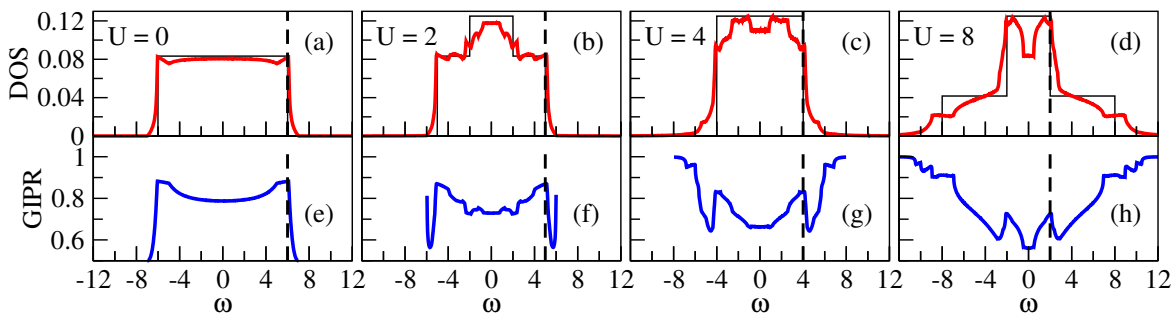 0.12
DOS
0.08
0.04
0
U = 0
(a)
U = 2
(b)
U = 4
(c)
U = 8
(d)
1
GIPR
0.8
0.6
(e)
(f)
(g)
(h)
-12 -8 -4 0 4 8 12
-8 -4 0 4 8 12
-8 -4 0 4 8 12
-8 -4 0 4 8 12
ω
ω
ω
ω